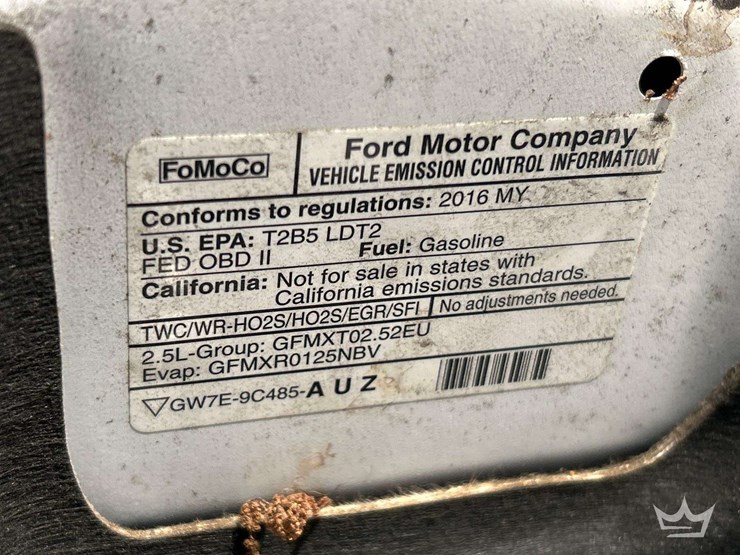 FoMoCo
Ford Motor Company
VEHICLE EMISSION CONTROL INFORMATION
Conforms to regulations: 2016 MY
U.S. EPA: T2B5 LDT2
FED OBD II Fuel: Gasoline
California: Not for sale in states with
California emissions standards.
TWC/WR-HO2S/HO2S/EGR/SFI No adjustments needed.
2.5L-Group: GFMXT02.52EU
Evap: GFMXR0125NBV
GW7E-9C485-A U Z